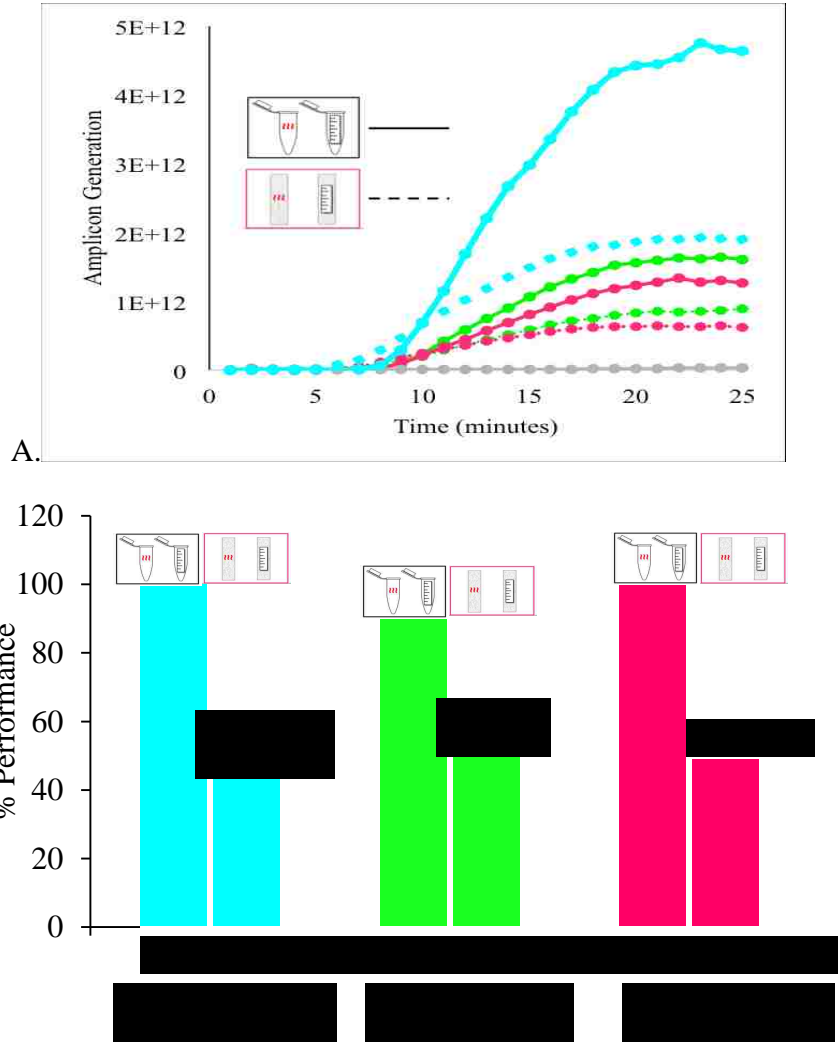 5E+12
4E+12
3E+12
2E+12
1E+12
0
Amplicon Generation
0 5 10 15 20 25
Time (minutes)
A.
120
100
80
60
40
20
0
% Performance